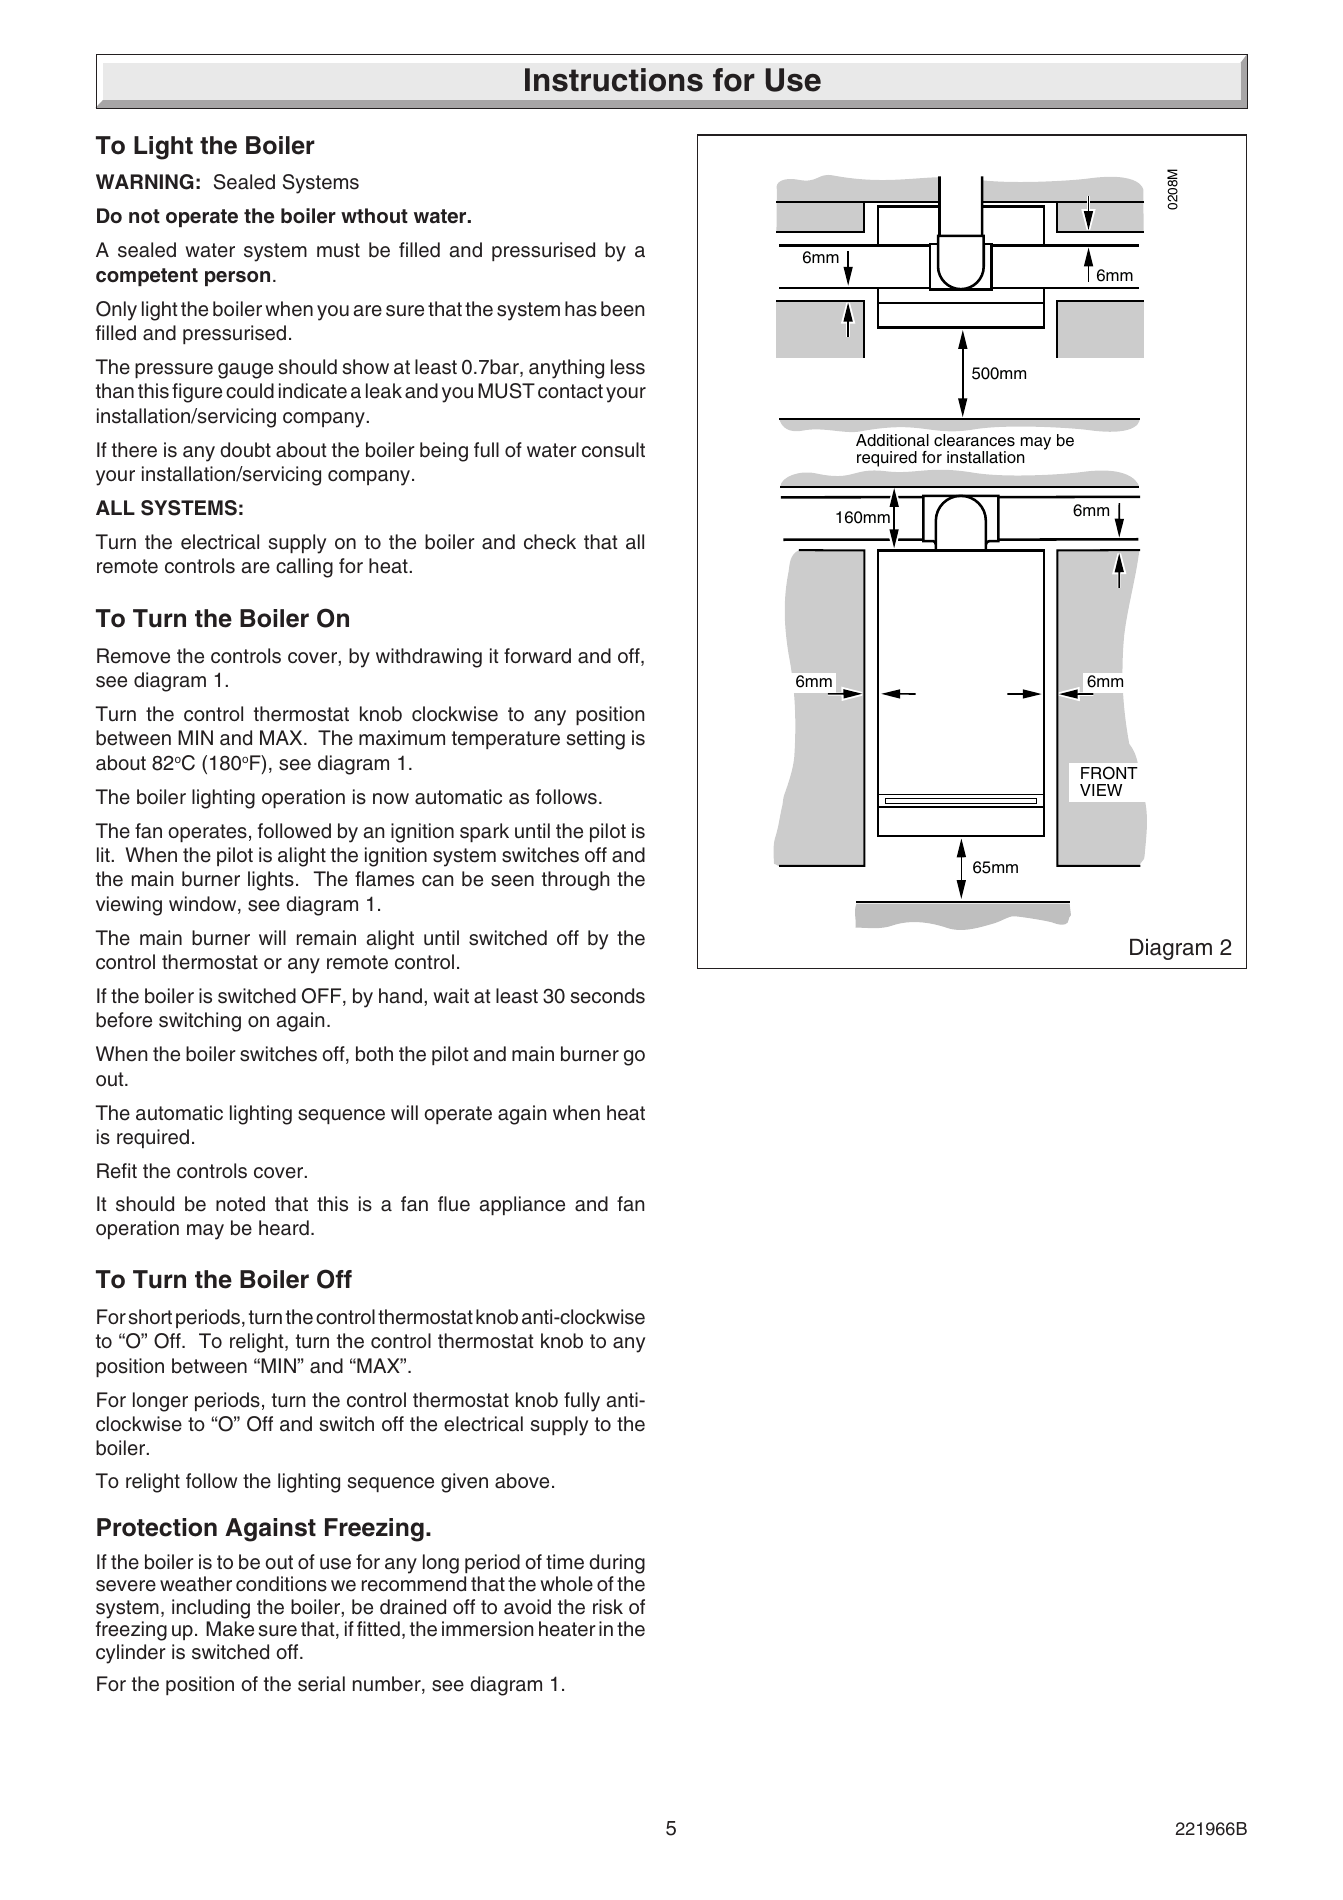 Instructions for Use
To Light the Boiler
WARNING: Sealed Systems
Do not operate the boiler wthout water.
A sealed water system must be filled and pressurised by a
competent person.
Only light the boiler when you are sure that the system has been
filled and pressurised.
The pressure gauge should show at least 0.7bar, anything less
than this figure could indicate a leak and you MUST contact your
installation/servicing company.
If there is any doubt about the boiler being full of water consult
your installation/servicing company.
ALL SYSTEMS:
Turn the electrical supply on to the boiler and check that all
remote controls are calling for heat.
To Turn the Boiler On
Remove the controls cover, by withdrawing it forward and off,
see diagram 1.
Turn the control thermostat knob clockwise to any position
between MIN and MAX. The maximum temperature setting is
about 82ºC (180ºF), see diagram 1.
The boiler lighting operation is now automatic as follows.
The fan operates, followed by an ignition spark until the pilot is
lit. When the pilot is alight the ignition system switches off and
the main burner lights. The flames can be seen through the
viewing window, see diagram 1.
The main burner will remain alight until switched off by the
control thermostat or any remote control.
If the boiler is switched OFF, by hand, wait at least 30 seconds
before switching on again.
When the boiler switches off, both the pilot and main burner go
out.
The automatic lighting sequence will operate again when heat
is required.
Refit the controls cover.
It should be noted that this is a fan flue appliance and fan
operation may be heard.
To Turn the Boiler Off
For short periods, turn the control thermostat knob anti-clockwise
to “O” Off. To relight, turn the control thermostat knob to any
position between “MIN” and “MAX”.
For longer periods, turn the control thermostat knob fully anti-
clockwise to “O” Off and switch off the electrical supply to the
boiler.
To relight follow the lighting sequence given above.
Protection Against Freezing.
If the boiler is to be out of use for any long period of time during
severe weather conditions we recommend that the whole of the
system, including the boiler, be drained off to avoid the risk of
freezing up. Make sure that, if fitted, the immersion heater in the
cylinder is switched off.
For the position of the serial number, see diagram 1.
0208M
6mm
6mm
500mm
Additional clearances may be
required for installation
160mm
6mm
6mm
6mm
FRONT
VIEW
65mm
Diagram 2
5
221966B